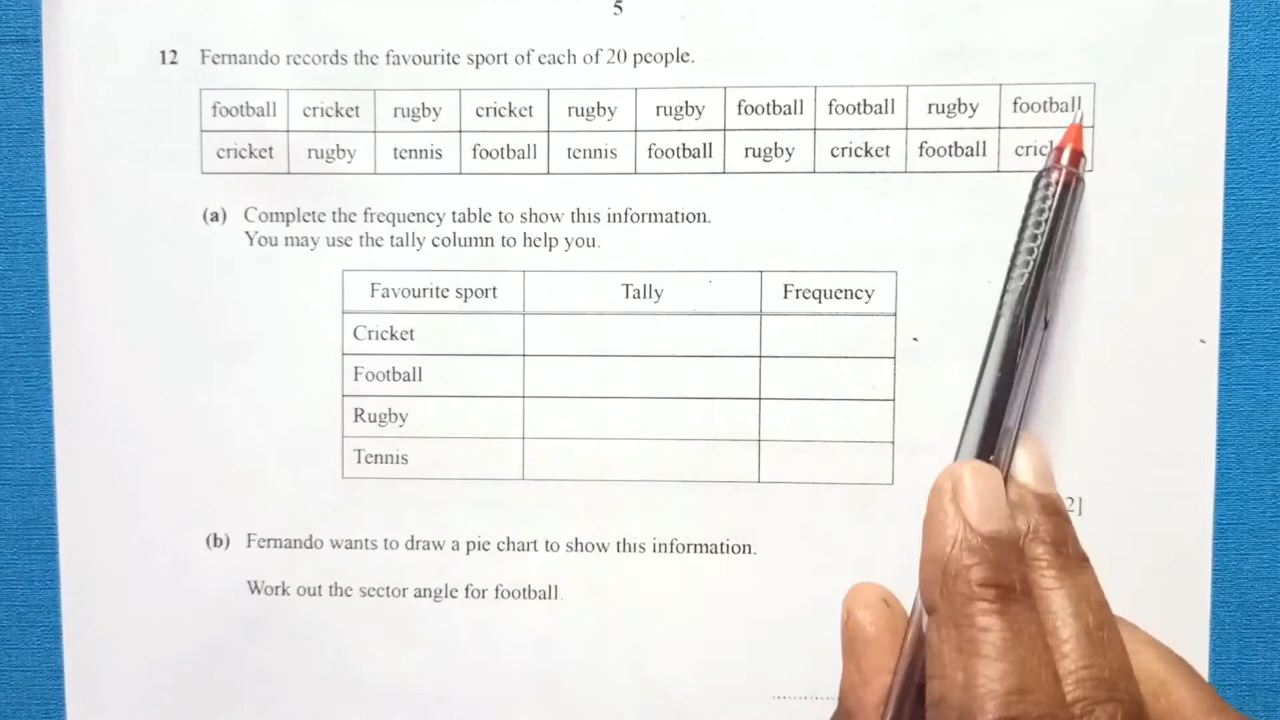 5
12 Fernando records the favourite sport of each of 20 people.
football cricket rugby cricket rugby rugby football football rugby football
cricket rugby tennis football tennis football rugby cricket football
(a) Complete the frequency table to show this information.
You may use the tally column to help you.
Favourite sport Tally Frequency
Cricket
Football
Rugby
Tennis
2]
(b) Fernando wants to draw a pie chart to show this information.
Work out the sector angle for football.